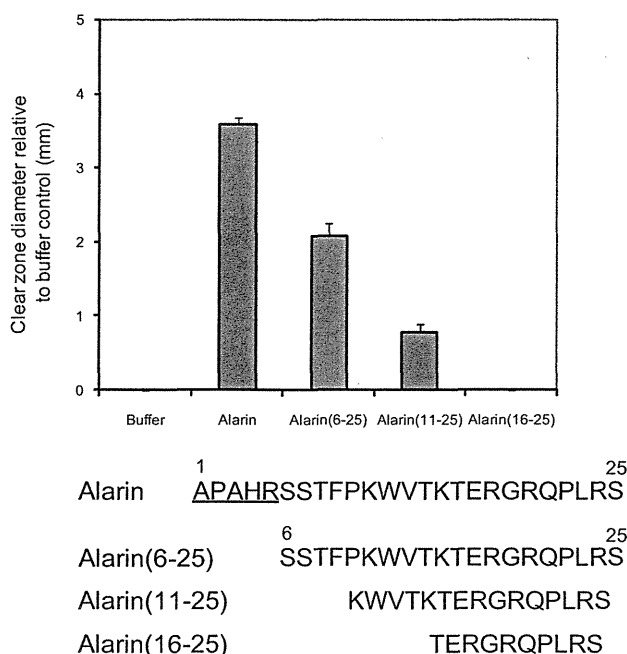 5
4
3
2
1
0
Clear zone diameter relative
to buffer control (mm)
Buffer Alarin Alarin(6-25) Alarin(11-25) Alarin(16-25)
1 25
Alarin APAHRSSTFPKWVTKTERGRQPLRS
6 25
Alarin(6-25) SSTFPKWVTKTERGRQPLRS
Alarin(11-25) KWVTKTERGRQPLRS
Alarin(16-25) TERGRQPLRS